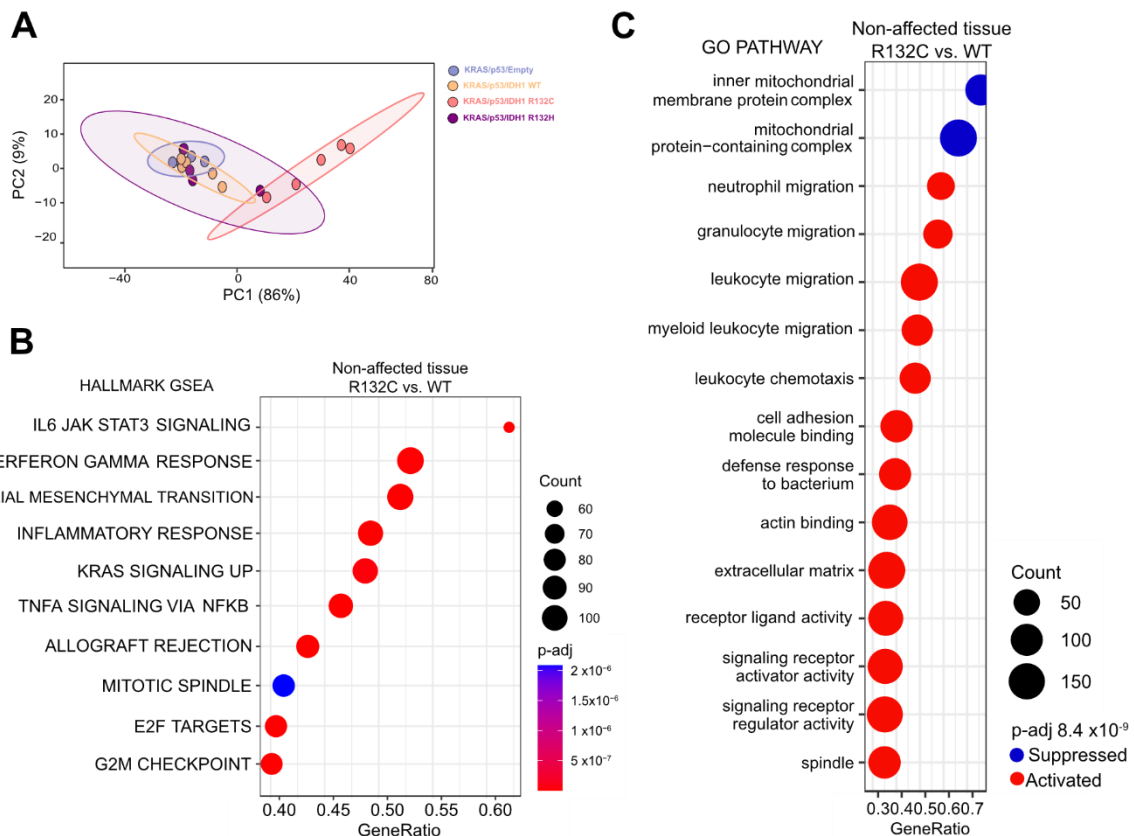 A
KRAS/p53/Empty
KRAS/p53/IDH1 WT
KRAS/p53/IDH1 R132C
KRAS/p53/IDH1 R132H
PC2 (9%)
20
10
0
−10
−20
−40
0
40
80
PC1 (86%)
B
HALLMARK GSEA
Non-affected tissue
R132C vs. WT
IL6 JAK STAT3 SIGNALING
ERFERON GAMMA RESPONSE
IAL MESENCHYMAL TRANSITION
INFLAMMATORY RESPONSE
KRAS SIGNALING UP
TNFA SIGNALING VIA NFKB
ALLOGRAFT REJECTION
MITOTIC SPINDLE
E2F TARGETS
G2M CHECKPOINT
0.40 0.45 0.50 0.55 0.60
GeneRatio
Count
60
70
80
90
100
p-adj
2 x10⁻⁶
1.5x10⁻⁶
1 x10⁻⁶
5 x10⁻⁷
C
GO PATHWAY
Non-affected tissue
R132C vs. WT
inner mitochondrial
membrane protein complex
mitochondrial
protein−containing complex
neutrophil migration
granulocyte migration
leukocyte migration
myeloid leukocyte migration
leukocyte chemotaxis
cell adhesion
molecule binding
defense response
to bacterium
actin binding
extracellular matrix
receptor ligand activity
signaling receptor
activator activity
signaling receptor
regulator activity
spindle
0.30.40.50.60.7
GeneRatio
Count
50
100
150
p-adj 8.4 x10⁻⁹
Suppressed
Activated